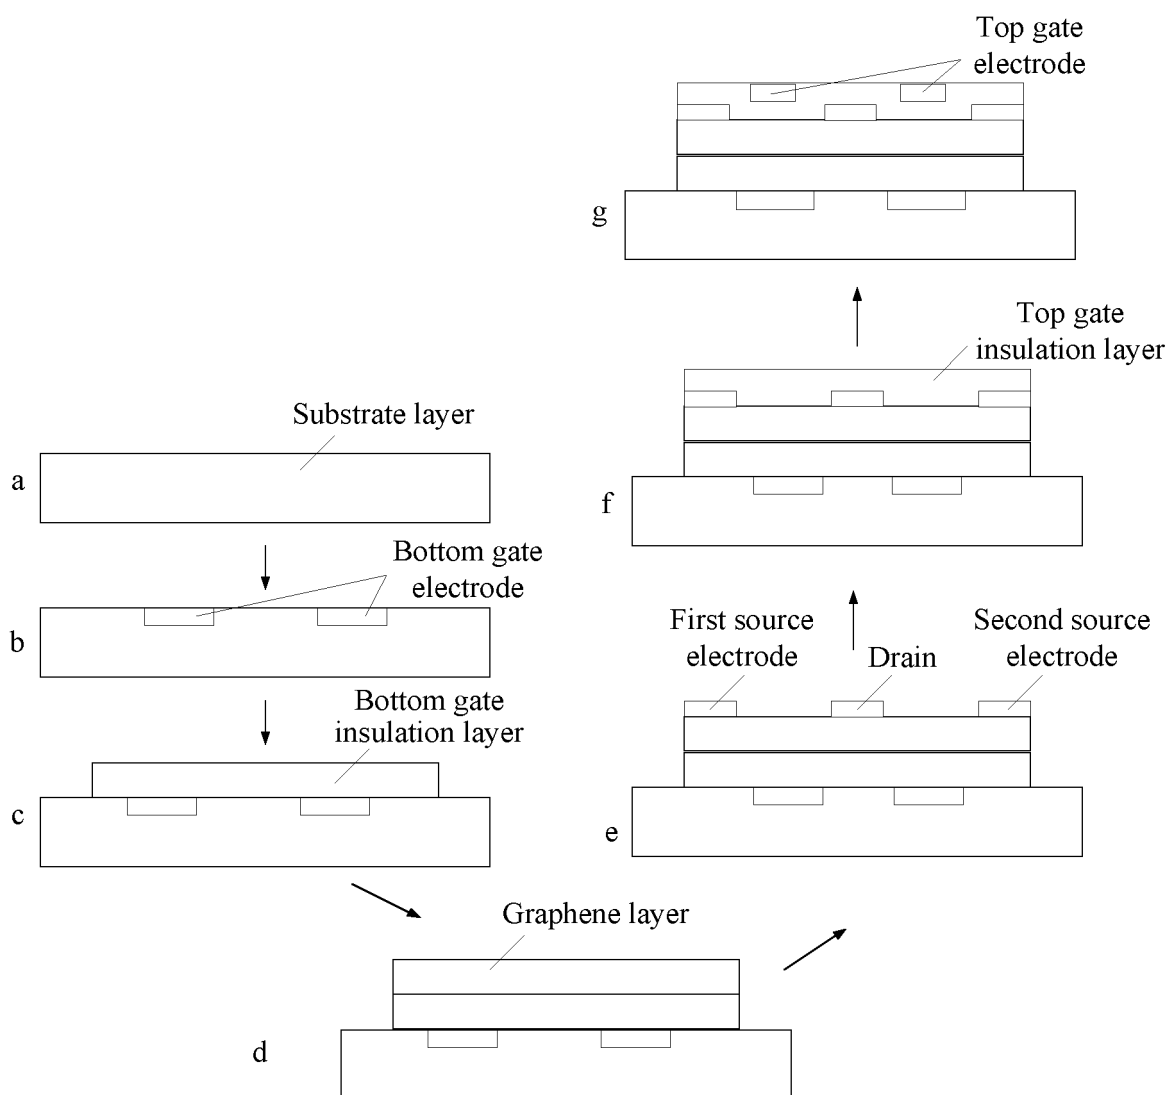 Top gate
electrode
g
Top gate
insulation layer
f
Substrate layer
a
Bottom gate
electrode
b
First source
electrode
Drain
Second source
electrode
Bottom gate
insulation layer
c
e
Graphene layer
d